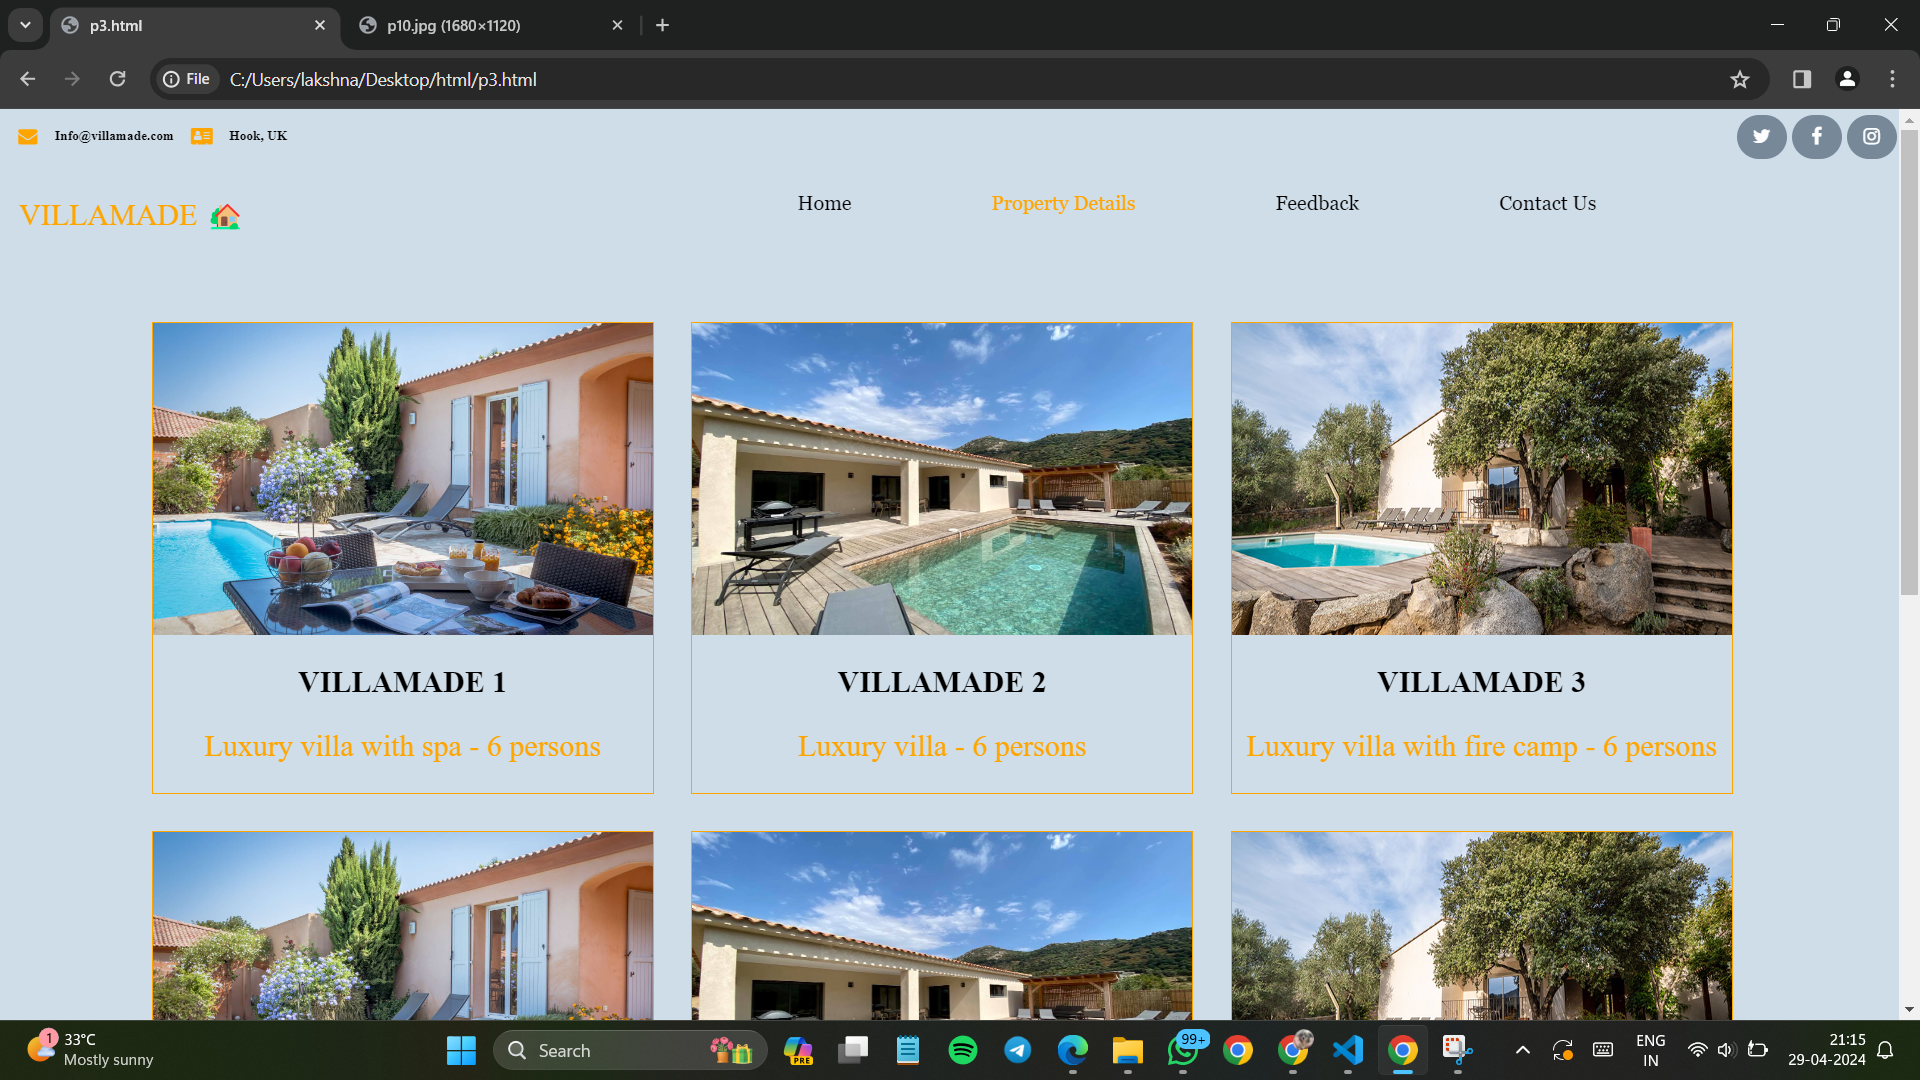 p3.html
p10.jpg (1680×1120)
File
C:/Users/lakshna/Desktop/html/p3.html
Info@villamade.com
Hook, UK
VILLAMADE
Home
Property Details
Feedback
Contact Us
VILLAMADE 1
Luxury villa with spa - 6 persons
VILLAMADE 2
Luxury villa - 6 persons
VILLAMADE 3
Luxury villa with fire camp - 6 persons
1
33°C
Mostly sunny
Search
PRE
99+
ENG
IN
21:15
29-04-2024